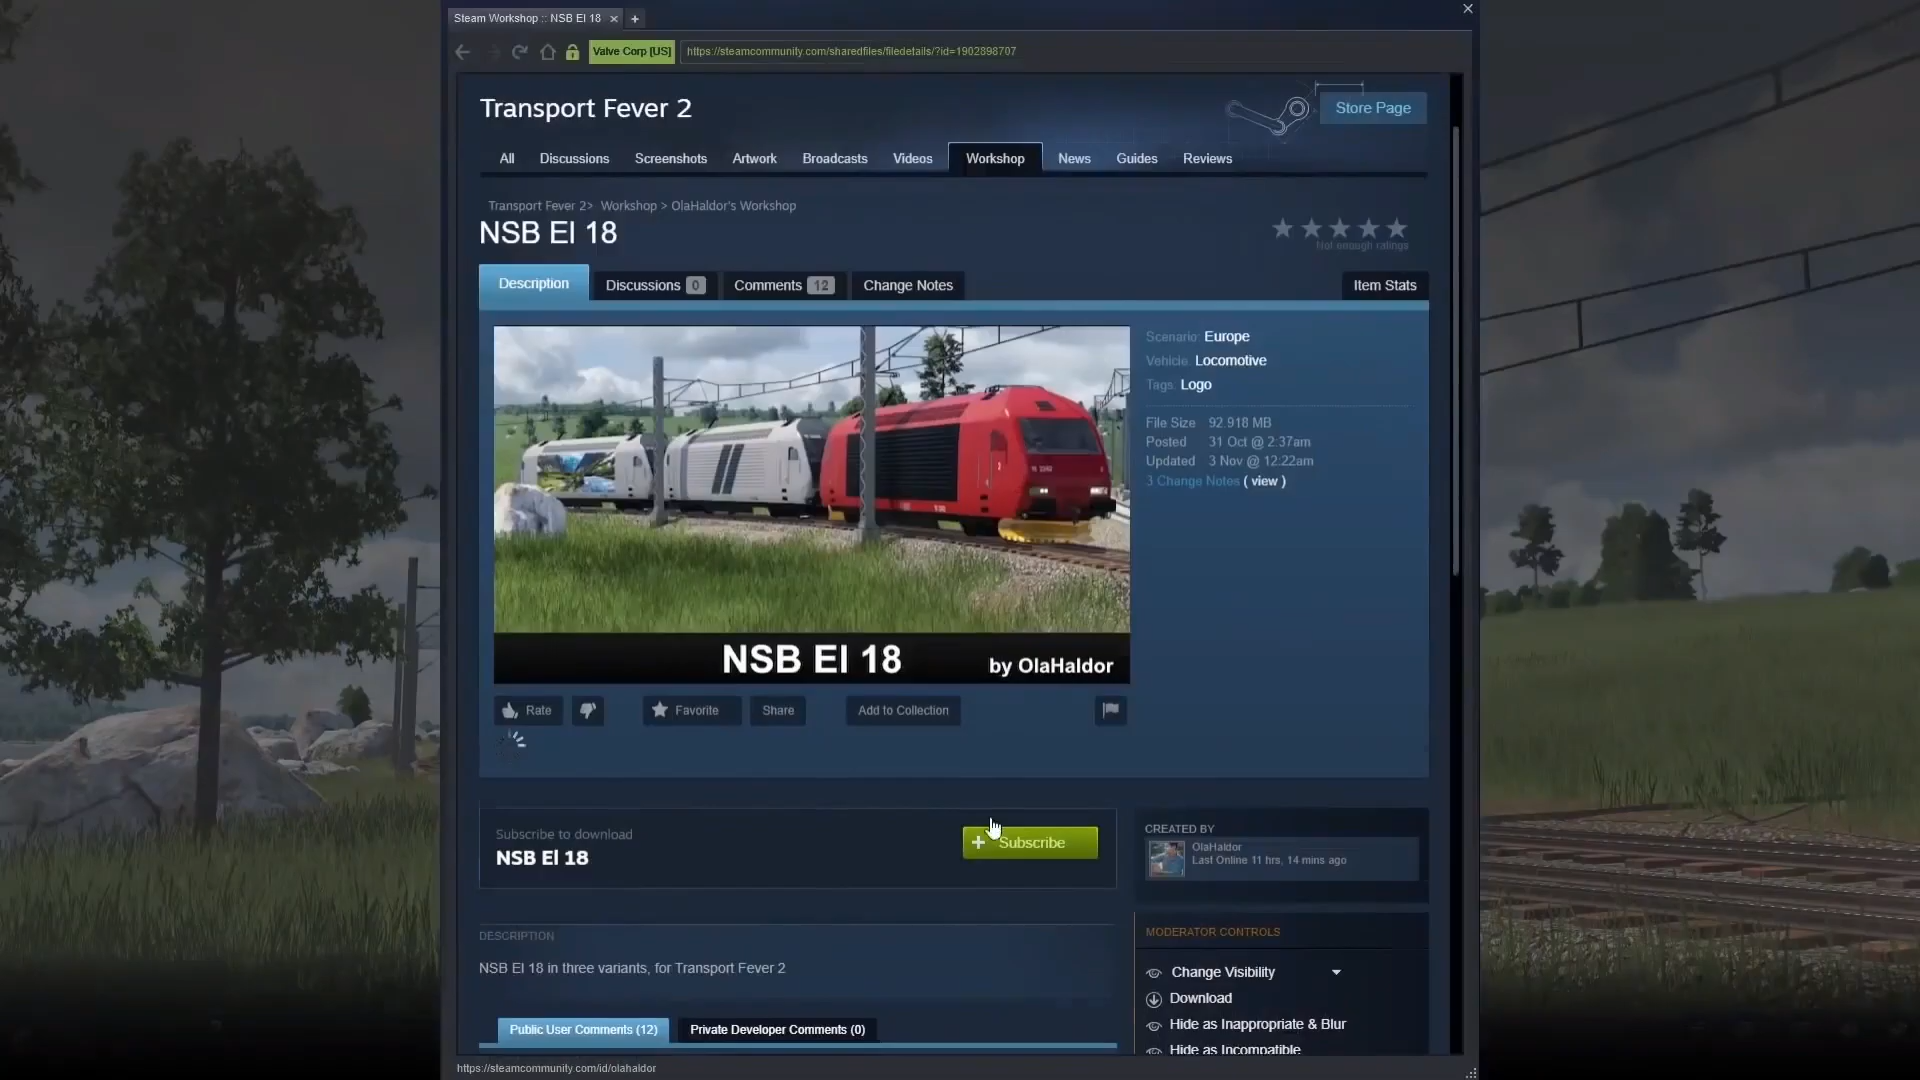 Steam Workshop :: NSB El 18
Valve Corp [US] https://steamcommunity.com/sharedfiles/filedetails/?id=1902898707
Transport Fever 2
Store Page
All Discussions Screenshots Artwork Broadcasts Videos Workshop News Guides Reviews
Transport Fever 2> Workshop > OlaHaldor's Workshop
NSB El 18
Not enough ratings
Description Discussions 0 Comments 12 Change Notes Item Stats
Scenario: Europe
Vehicle: Locomotive
Tags: Logo
File Size 92.918 MB
Posted 31 Oct @ 2:37am
Updated 3 Nov @ 12:22am
3 Change Notes ( view )
NSB El 18 by OlaHaldor
Rate Favorite Share Add to Collection
Subscribe to download
NSB El 18
Subscribe
CREATED BY
OlaHaldor
Last Online 11 hrs, 14 mins ago
DESCRIPTION
NSB El 18 in three variants, for Transport Fever 2
MODERATOR CONTROLS
Change Visibility
Download
Hide as Inappropriate & Blur
Hide as Incompatible
Public User Comments (12) Private Developer Comments (0)
https://steamcommunity.com/id/olahaldor